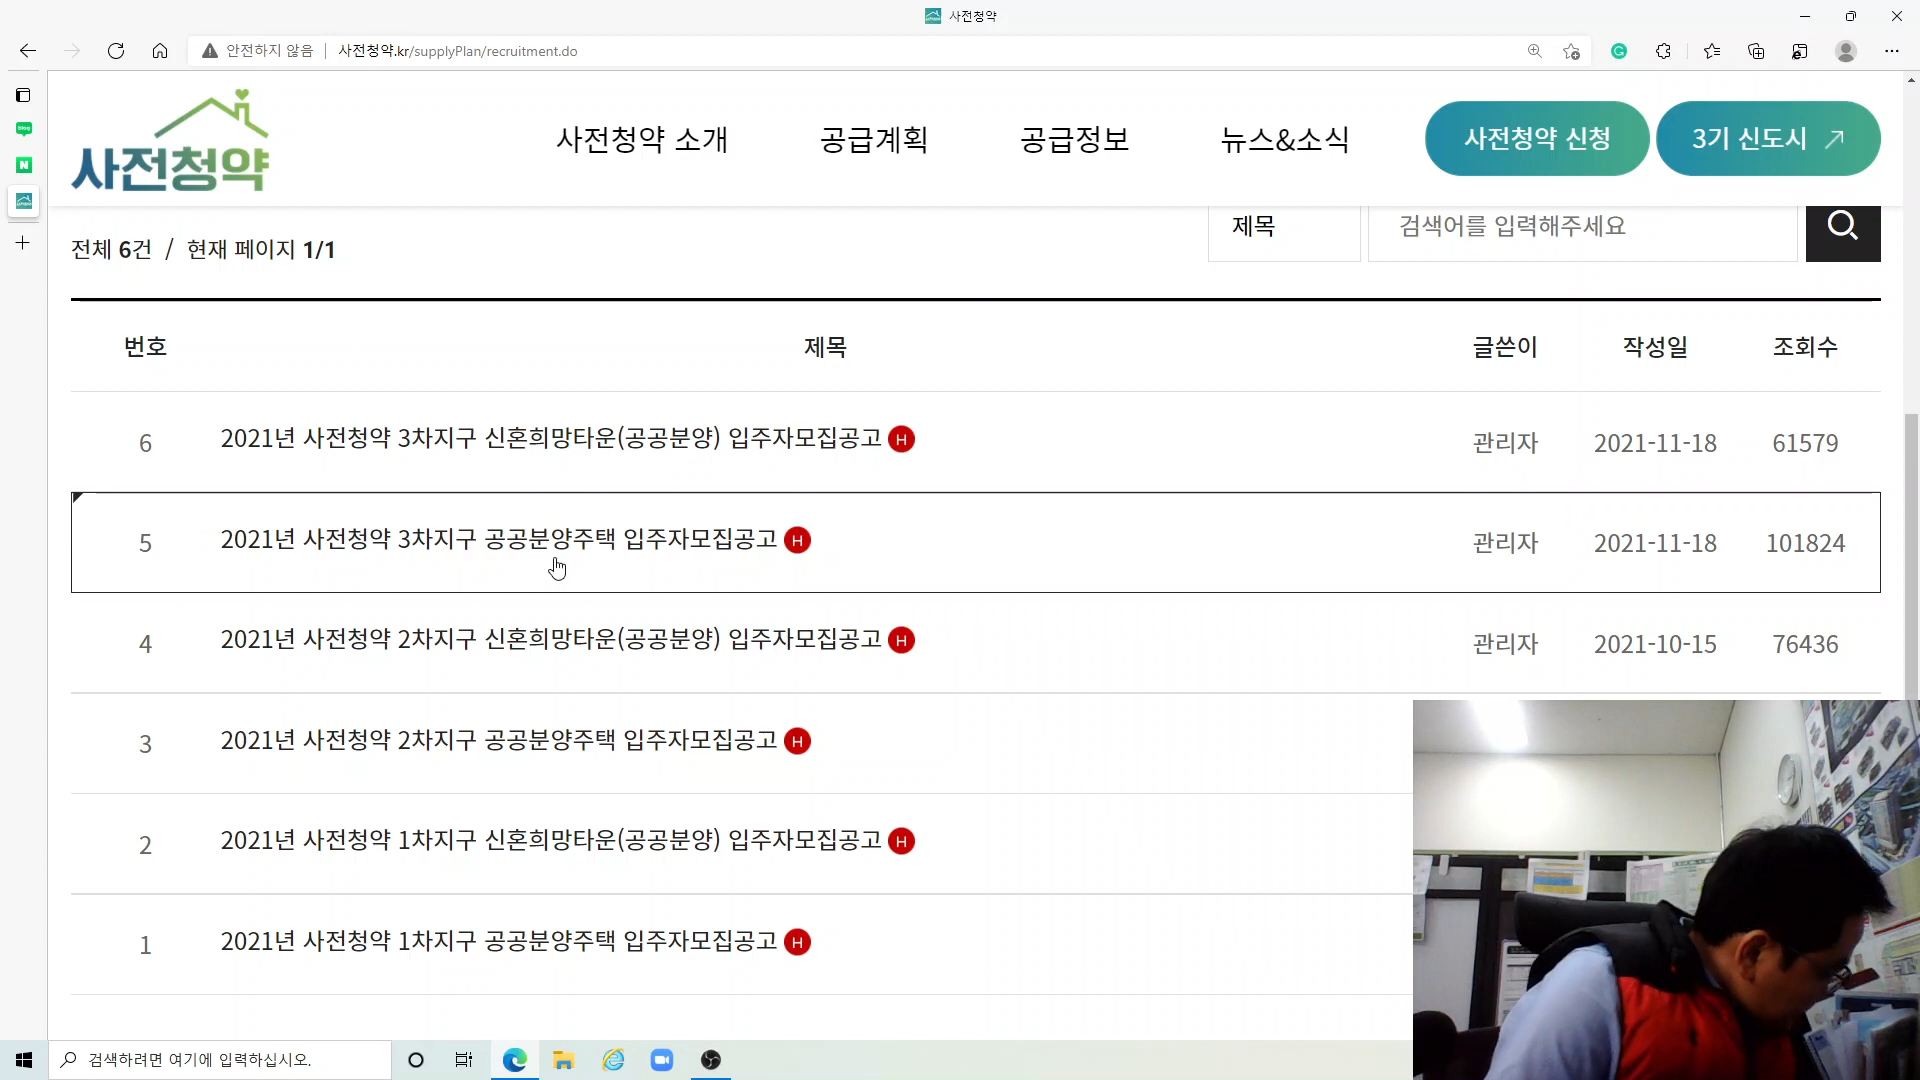 사전청약
안전하지 않음 | 사전청약.kr/supplyPlan/recruitment.do
사전청약
사전청약 소개
공급계획
공급정보
뉴스&소식
사전청약 신청
3기 신도시
전체 6건 / 현재 페이지 1/1
제목
검색어를 입력해주세요
번호 제목 글쓴이 작성일 조회수
6 2021년 사전청약 3차지구 신혼희망타운(공공분양) 입주자모집공고 H 관리자 2021-11-18 61579
5 2021년 사전청약 3차지구 공공분양주택 입주자모집공고 H 관리자 2021-11-18 101824
4 2021년 사전청약 2차지구 신혼희망타운(공공분양) 입주자모집공고 H 관리자 2021-10-15 76436
3 2021년 사전청약 2차지구 공공분양주택 입주자모집공고 H
2 2021년 사전청약 1차지구 신혼희망타운(공공분양) 입주자모집공고 H
1 2021년 사전청약 1차지구 공공분양주택 입주자모집공고 H
검색하려면 여기에 입력하십시오.